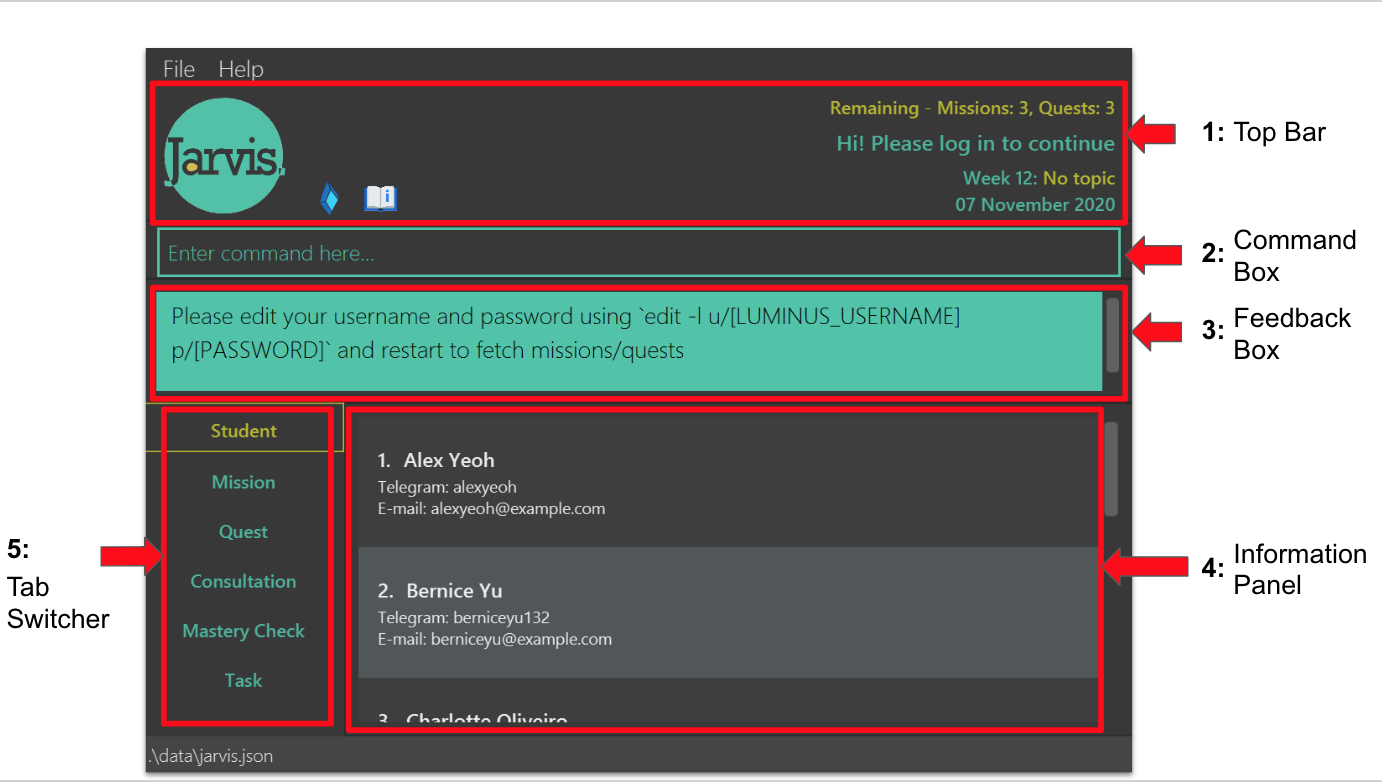 File Help
Jarvis.
i
Remaining - Missions: 3, Quests: 3
Hi! Please log in to continue
Week 12: No topic
07 November 2020
1: Top Bar
Enter command here...
2: Command
Box
Please edit your username and password using `edit -l u/[LUMINUS_USERNAME]
p/[PASSWORD]` and restart to fetch missions/quests
3: Feedback
Box
Student
Mission
Quest
Consultation
Mastery Check
Task
5:
Tab
Switcher
1. Alex Yeoh
Telegram: alexyeoh
E-mail: alexyeoh@example.com
2. Bernice Yu
Telegram: berniceyu132
E-mail: berniceyu@example.com
3. Charlotte Oliveiro
4: Information
Panel
.\data\jarvis.json